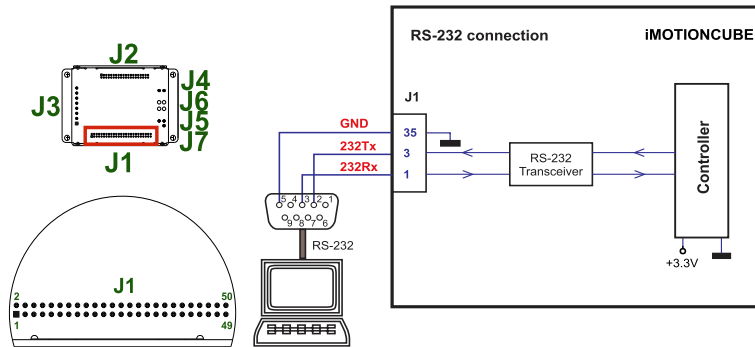 RS-232 connection
iMOTIONCUBE
J2
J4
J3
J6
J5
J7
J1
J1
GND
35
232Tx
3
232Rx
1
RS-232
Transceiver
Controller
+3.3V
5 4 3 2 1
9 8 7 6
RS-232
J1
2 50
1 49